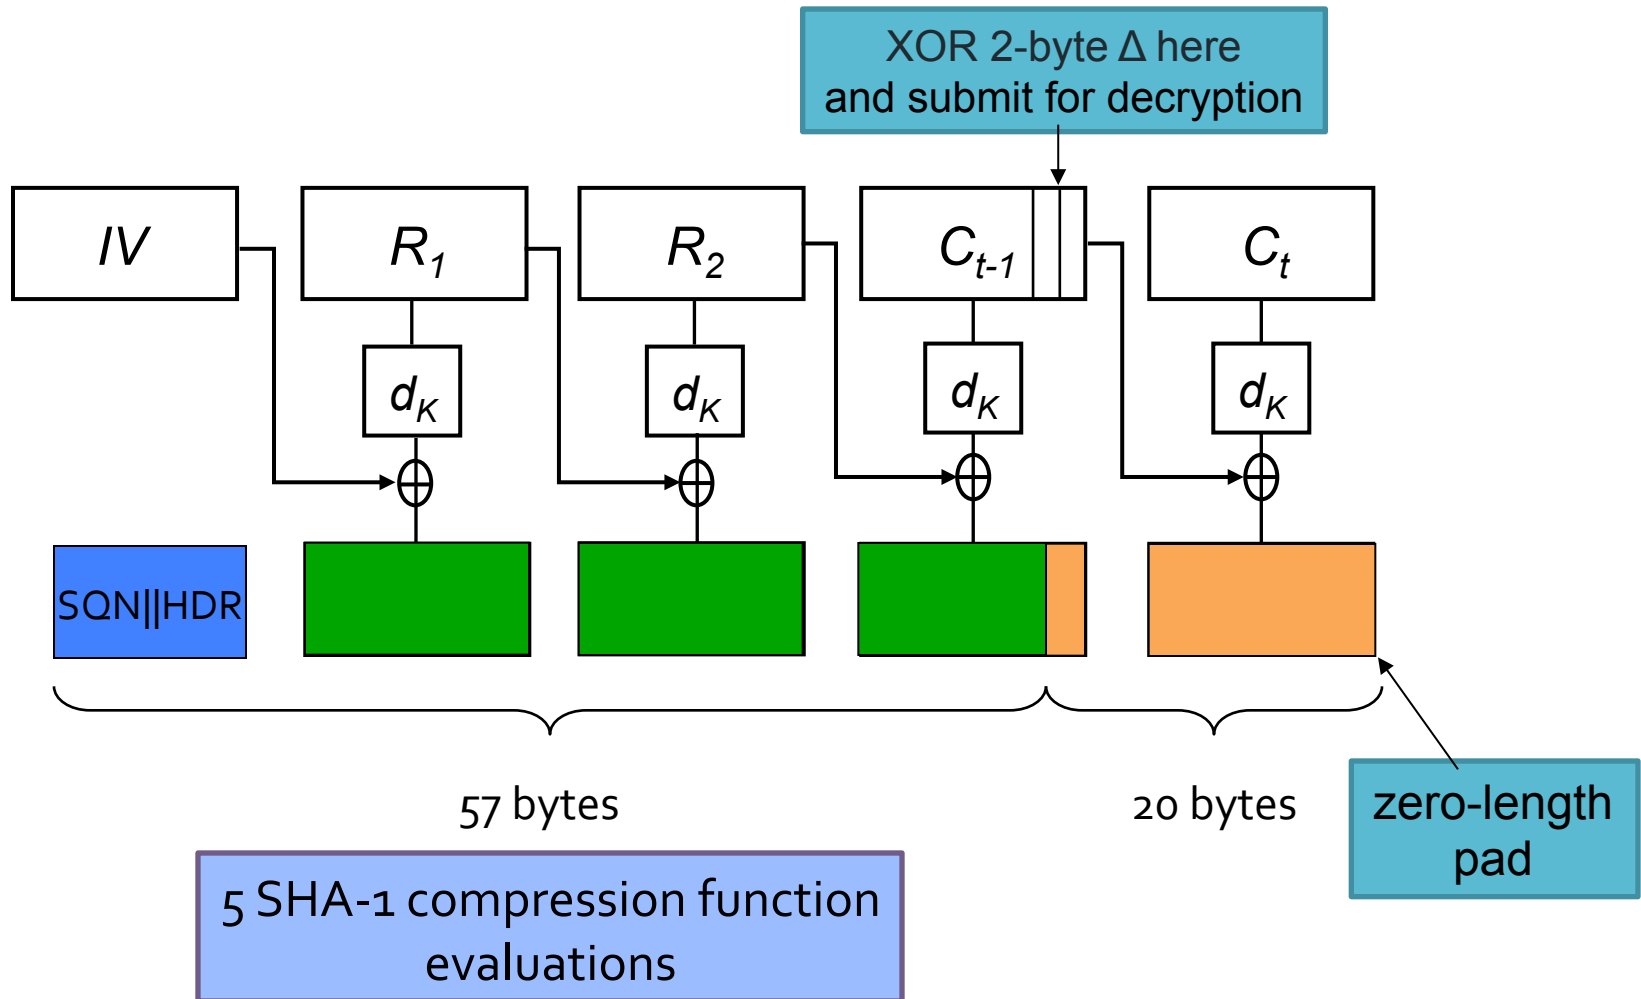 XOR 2-byte Δ here
and submit for decryption
IV
R1
R2
Ct-1
Ct
dK
dK
dK
dK
SQN||HDR
57 bytes
20 bytes
zero-length
pad
5 SHA-1 compression function
evaluations